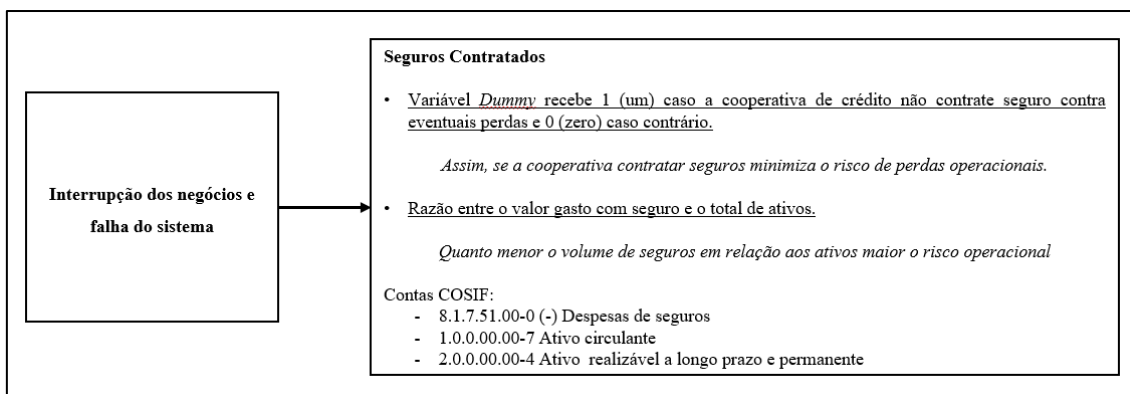 Interrupção dos negócios e
falha do sistema
Seguros Contratados
• Variável Dummy recebe 1 (um) caso a cooperativa de crédito não contrate seguro contra
eventuais perdas e 0 (zero) caso contrário.
Assim, se a cooperativa contratar seguros minimiza o risco de perdas operacionais.
• Razão entre o valor gasto com seguro e o total de ativos.
Quanto menor o volume de seguros em relação aos ativos maior o risco operacional
Contas COSIF:
- 8.1.7.51.00-0 (-) Despesas de seguros
- 1.0.0.00.00-7 Ativo circulante
- 2.0.0.00.00-4 Ativo realizável a longo prazo e permanente